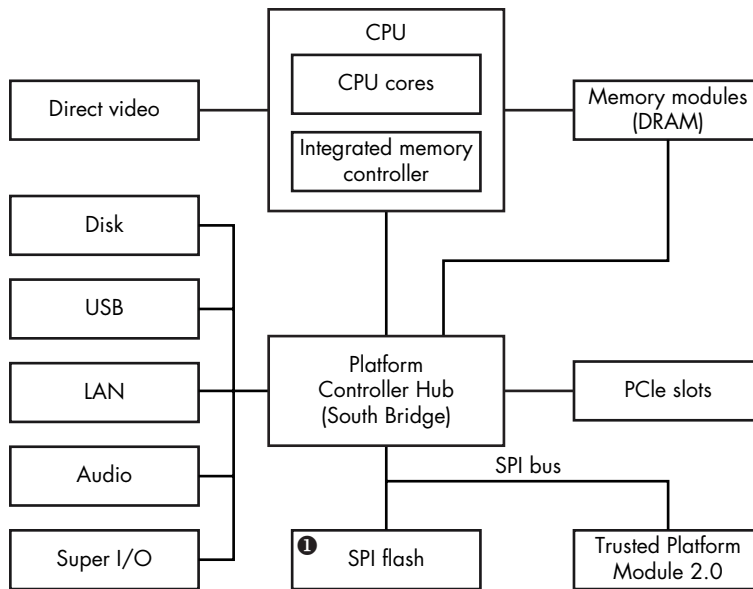 CPU
CPU cores
Direct video
Memory modules
(DRAM)
Integrated memory
controller
Disk
USB
Platform
Controller Hub
(South Bridge)
LAN
PCIe slots
Audio
SPI bus
❶
SPI flash
Super I/O
Trusted Platform
Module 2.0